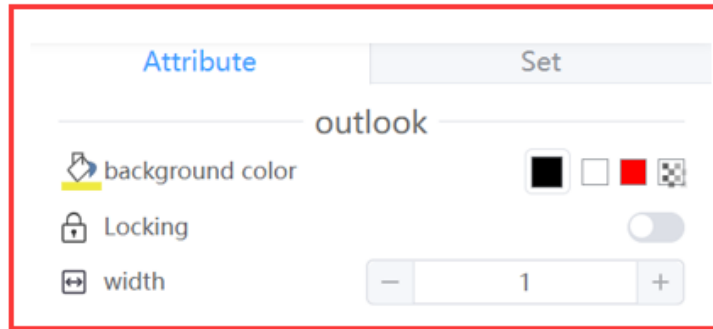 Attribute Set
outlook
background color
Locking
width 1